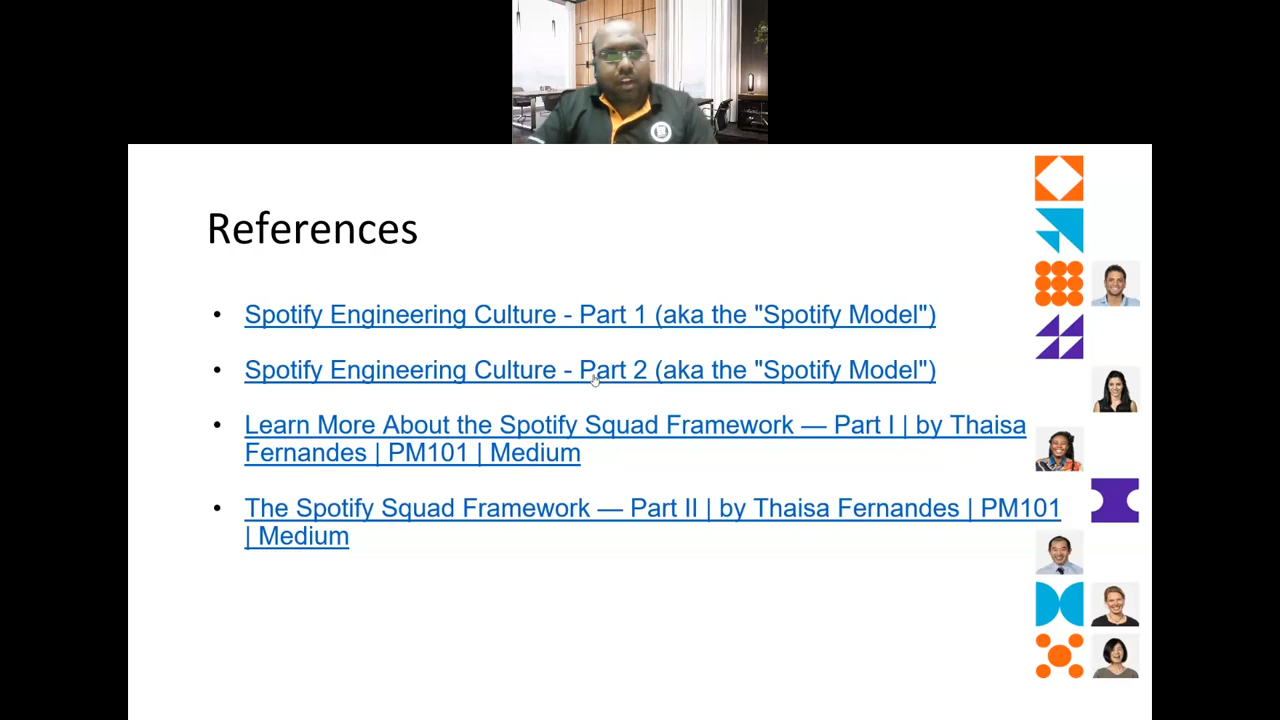 References
• Spotify Engineering Culture - Part 1 (aka the "Spotify Model")
• Spotify Engineering Culture - Part 2 (aka the "Spotify Model")
• Learn More About the Spotify Squad Framework — Part I | by Thaisa
Fernandes | PM101 | Medium
• The Spotify Squad Framework — Part II | by Thaisa Fernandes | PM101
| Medium